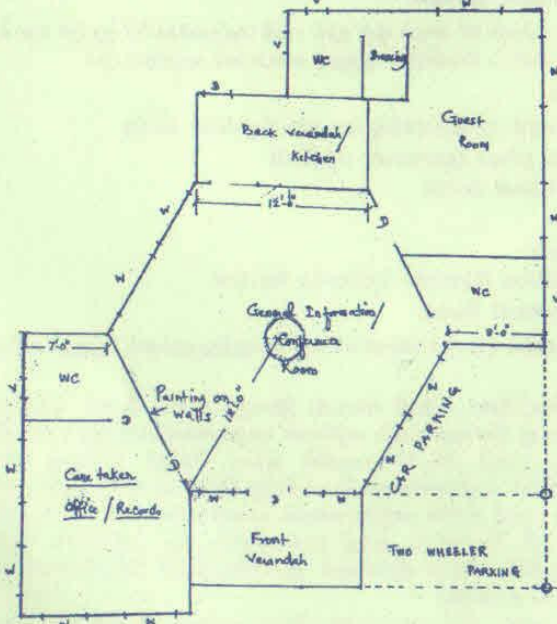 WC
Dressing
Guest
Room
Back verandah/
Kitchen
D
W
W
D
WC
General Information/
Conference
Room
7'.0"
8'.0"
WC
Painting on
walls
D
Care taker
Office / Records
CAR PARKING
W
W
W
D
W
Front
Verandah
TWO WHEELER
PARKING